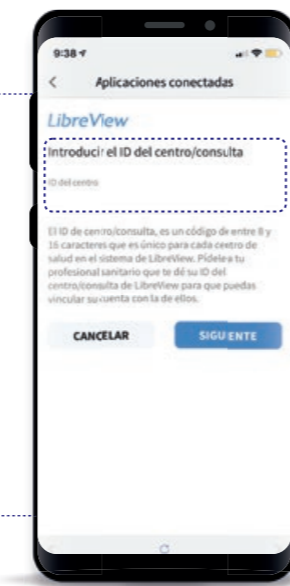 9:38
Aplicaciones conectadas
LibreView
Introducir el ID del centro/consulta
ID del centro
El ID de centro/consulta, es un código de entre 8 y
16 caracteres que es único para cada centro de
salud en el sistema de LibreView. Pídele a tu
profesional sanitario que te dé su ID del
centro/consulta de LibreView para que puedas
vincular su cuenta con la de ellos.
CANCELAR SIGUIENTE